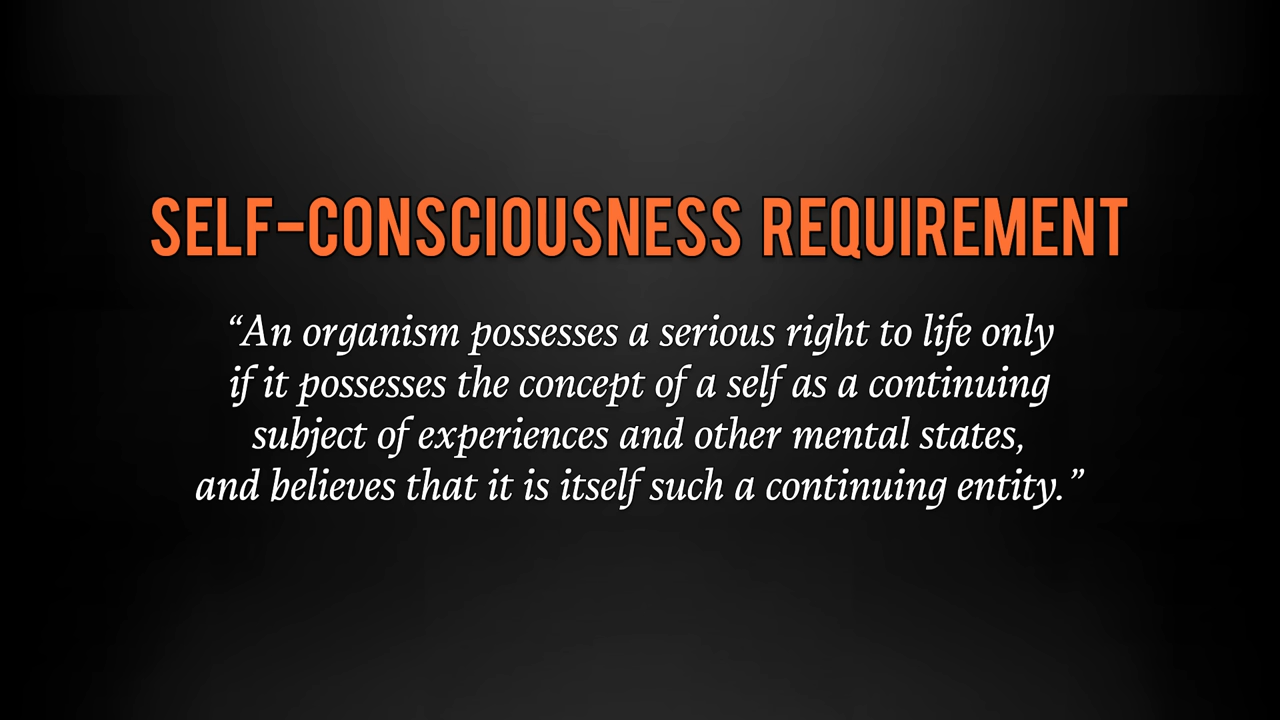 SELF-CONSCIOUSNESS REQUIREMENT
“An organism possesses a serious right to life only
if it possesses the concept of a self as a continuing
subject of experiences and other mental states,
and believes that it is itself such a continuing entity.”